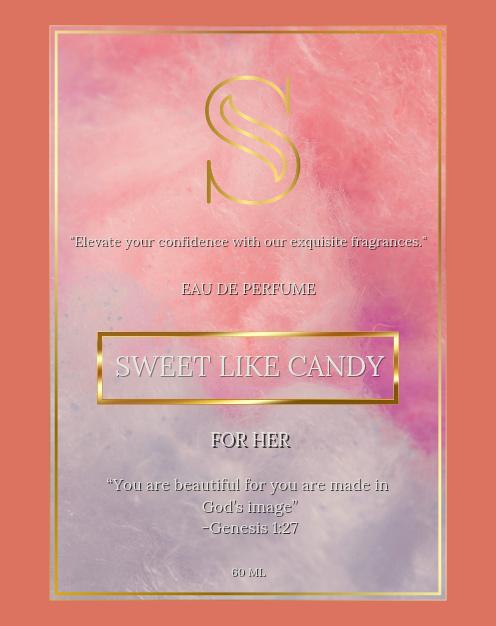 S
"Elevate your confidence with our exquisite fragrances."
EAU DE PERFUME
SWEET LIKE CANDY
FOR HER
"You are beautiful for you are made in
God's image"
-Genesis 1:27
60 ML